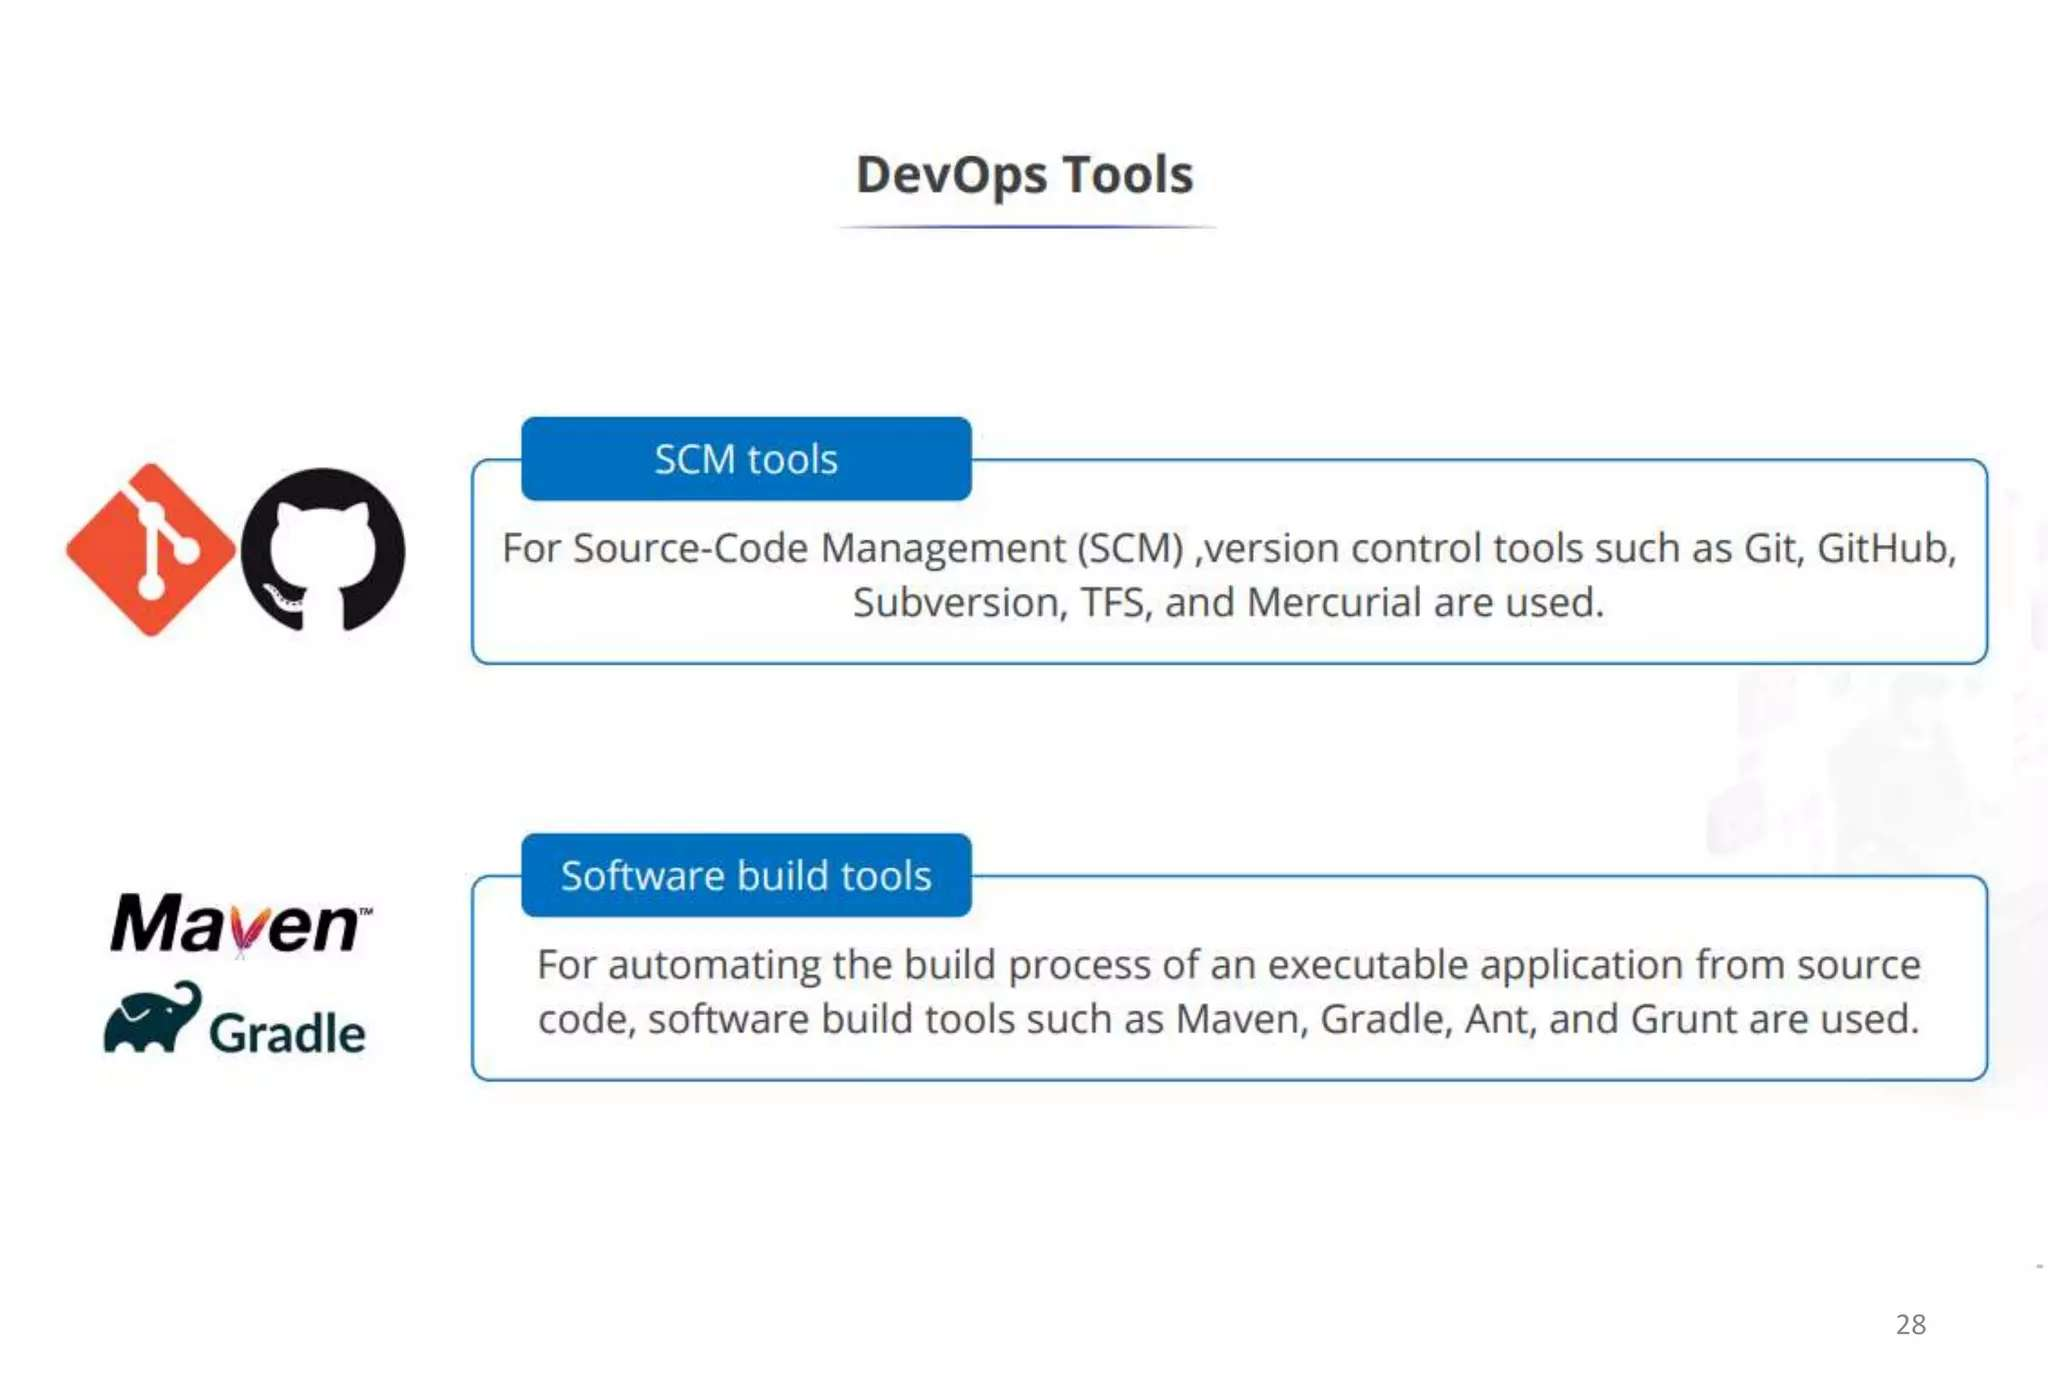 DevOps Tools
SCM tools
For Source-Code Management (SCM) ,version control tools such as Git, GitHub,
Subversion, TFS, and Mercurial are used.
Software build tools
Maven™
Gradle
For automating the build process of an executable application from source
code, software build tools such as Maven, Gradle, Ant, and Grunt are used.
28